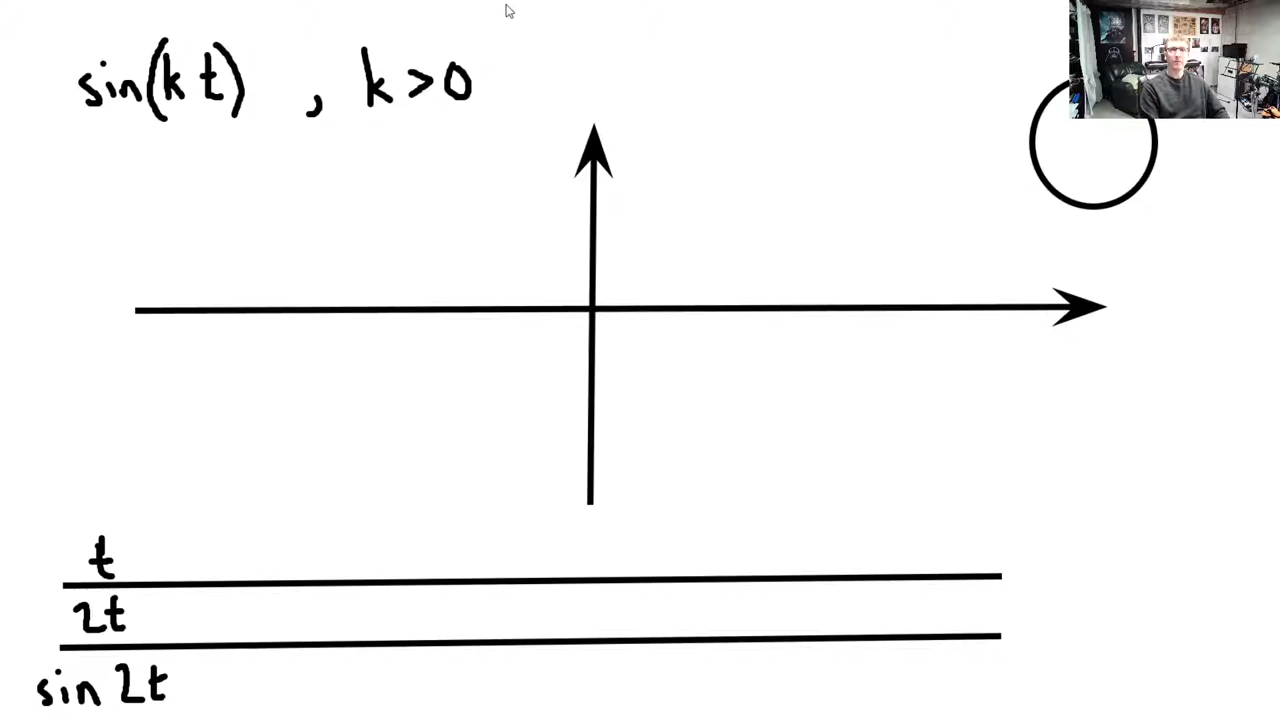 sin(kt) , k>0
t
2t
sin 2t